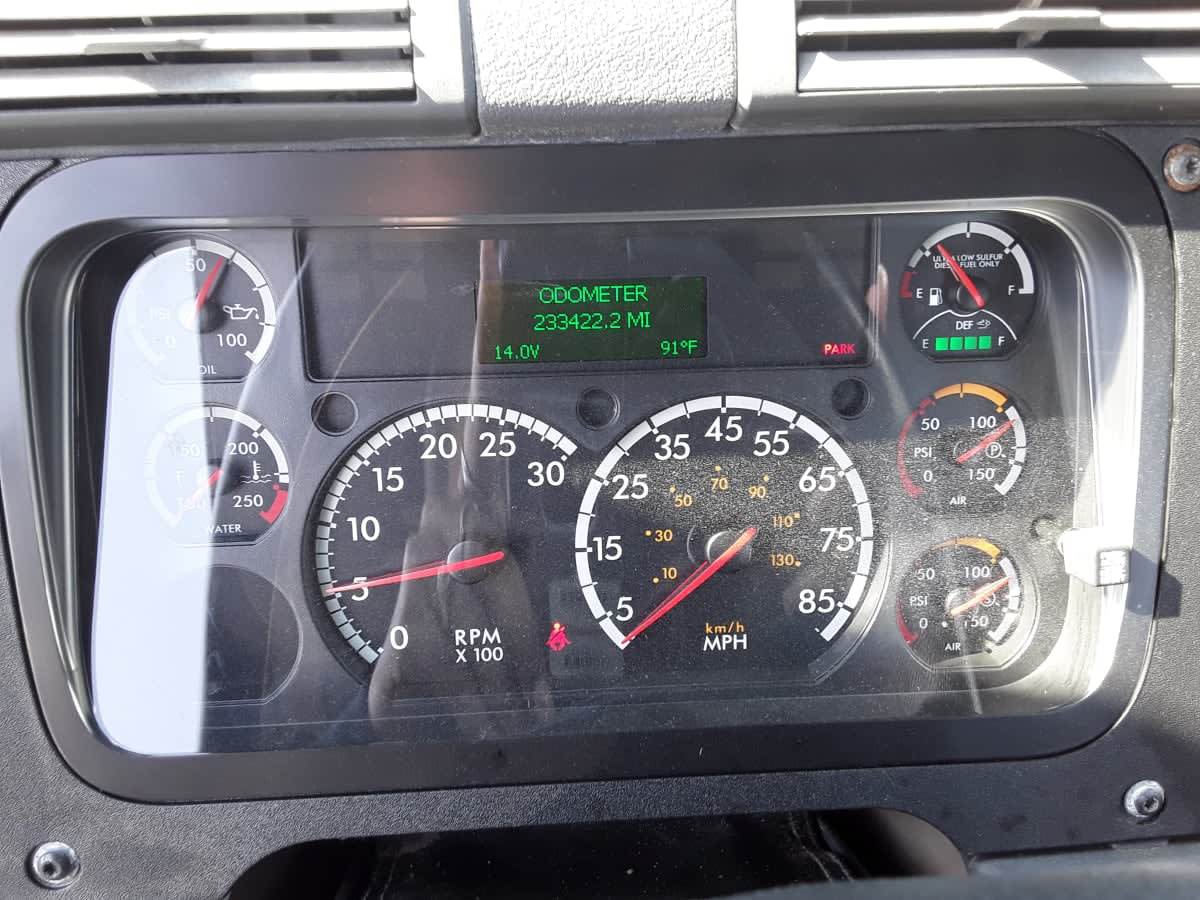 50
PSI
0
100
OIL
ODOMETER
233422.2 MI
14.0V
91°F
PARK
ULTRA LOW SULFUR
DIESEL FUEL ONLY
E
F
DEF
E
F
150
200
F
100
250
WATER
0
5
10
15
20
25
30
RPM
X 100
5
15
25
35
45
55
65
75
85
10
30
50
70
90
110
130
km/h
MPH
50
100
PSI
P
0
150
AIR
50
100
PSI
S
0
150
AIR